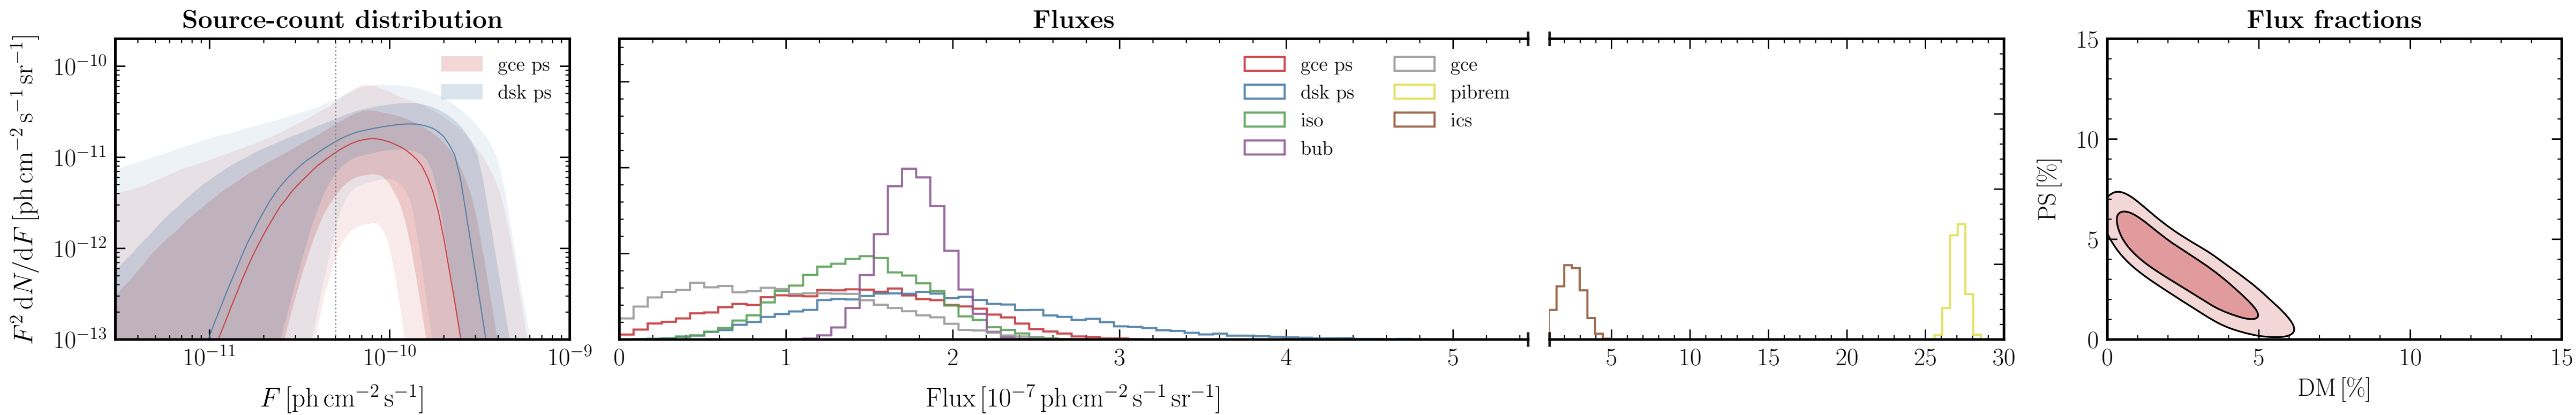 Source-count distribution
F² dN/dF [ph cm⁻² s⁻¹ sr⁻¹]
10⁻¹⁰
10⁻¹¹
10⁻¹²
10⁻¹³
gce ps
dsk ps
10⁻¹¹ 10⁻¹⁰ 10⁻⁹
F [ph cm⁻² s⁻¹]
Fluxes
gce ps
dsk ps
iso
bub
gce
pibrem
ics
0 1 2 3 4 5
5 10 15 20 25 30
Flux [10⁻⁷ ph cm⁻² s⁻¹ sr⁻¹]
Flux fractions
PS [%]
15
10
5
0
0 5 10 15
DM [%]